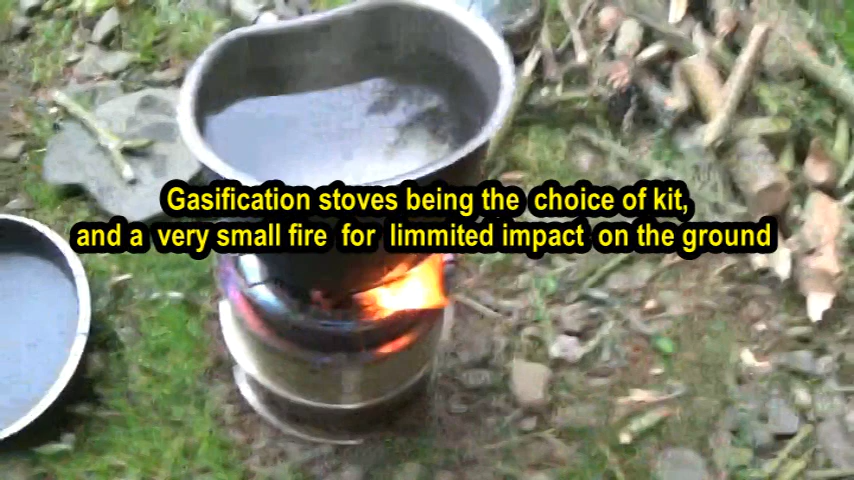 Gasification stoves being the choice of kit,
and a very small fire for limmited impact on the ground